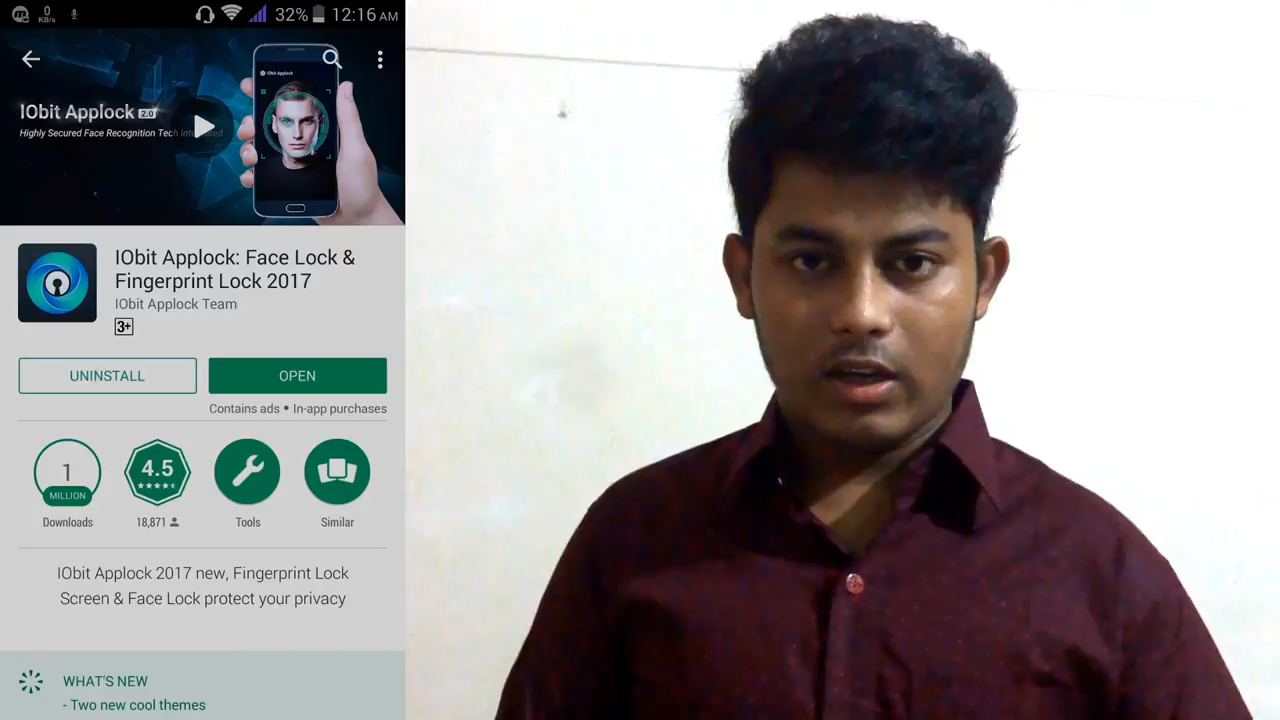 0
KB/s
32%
12:16 AM
IObit Applock 2.0
Highly Secured Face Recognition Tech Integrated
IObit Applock
IObit Applock: Face Lock &
Fingerprint Lock 2017
IObit Applock Team
3+
UNINSTALL
OPEN
Contains ads • In-app purchases
1
MILLION
4.5
Downloads
18,871
Tools
Similar
IObit Applock 2017 new, Fingerprint Lock
Screen & Face Lock protect your privacy
WHAT'S NEW
- Two new cool themes